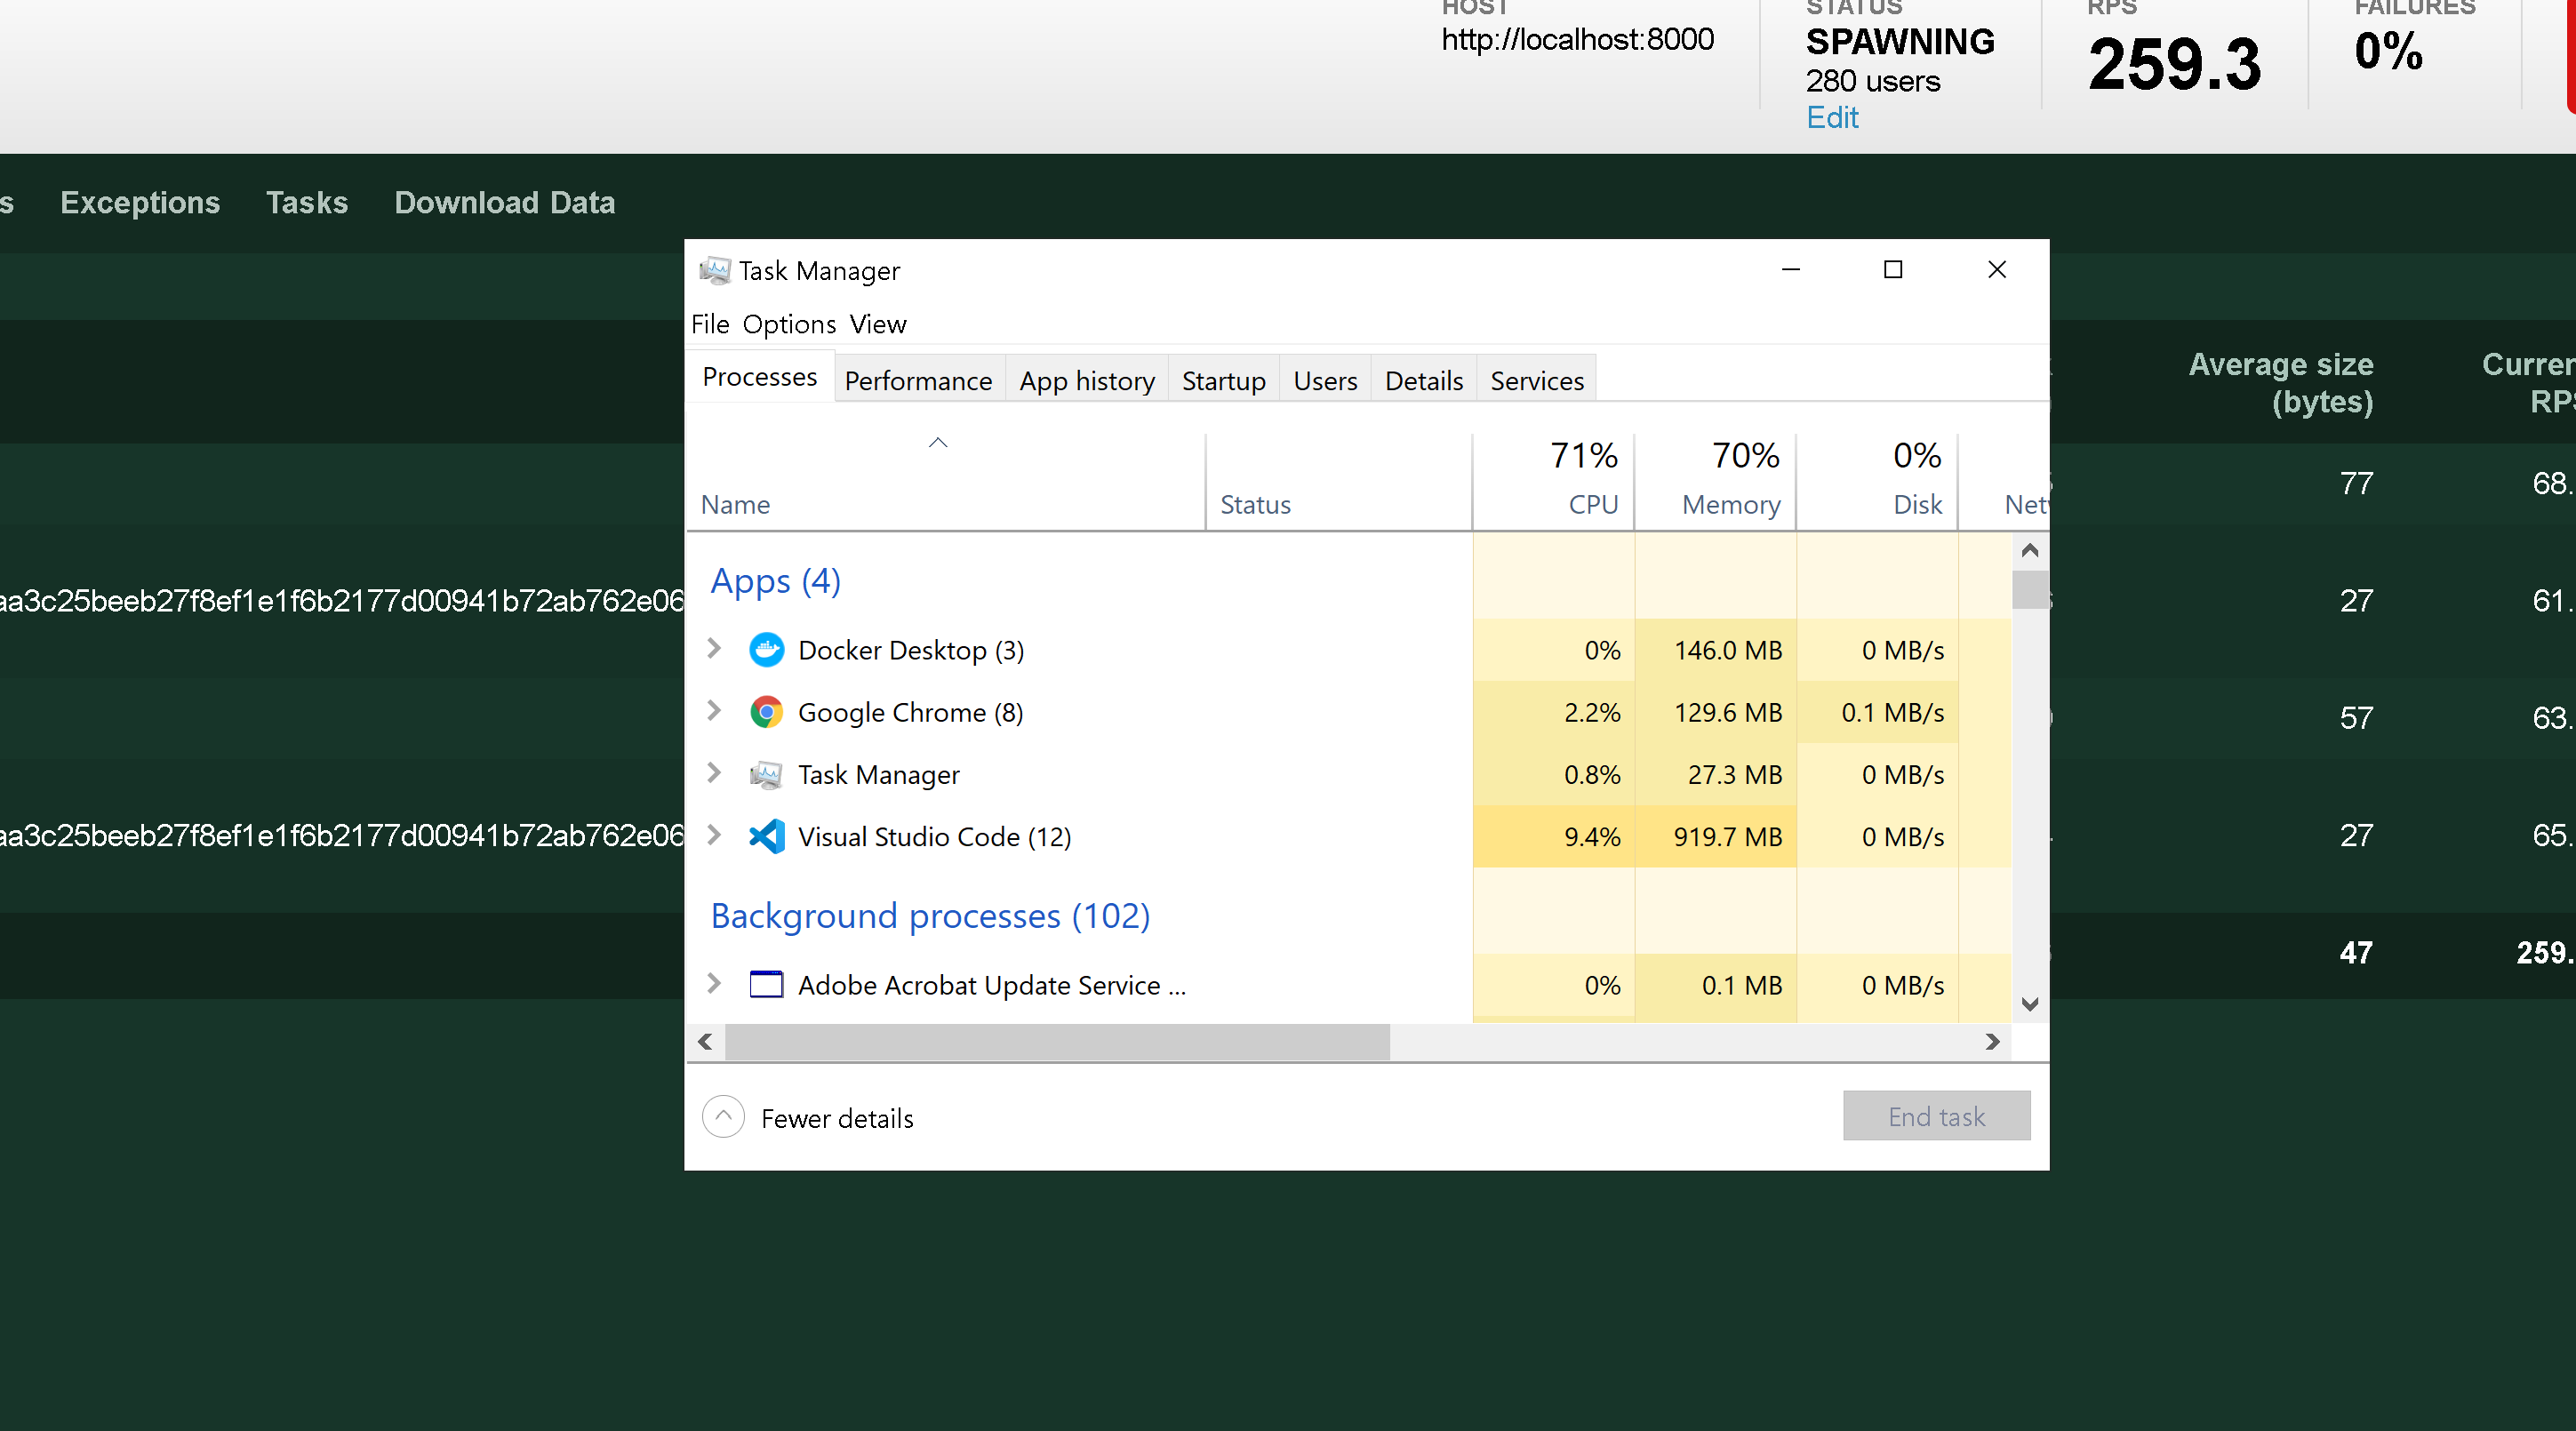 HOST
http://localhost:8000
STATUS
SPAWNING
280 users
Edit
RPS
259.3
FAILURES
0%
s Exceptions Tasks Download Data
Task Manager
File Options View
Processes Performance App history Startup Users Details Services
71% 70% 0%
Name Status CPU Memory Disk
Apps (4)
Docker Desktop (3) 0% 146.0 MB 0 MB/s
Google Chrome (8) 2.2% 129.6 MB 0.1 MB/s
Task Manager 0.8% 27.3 MB 0 MB/s
Visual Studio Code (12) 9.4% 919.7 MB 0 MB/s
Background processes (102)
Adobe Acrobat Update Service ... 0% 0.1 MB 0 MB/s
Fewer details
End task
Average size
(bytes)
RPS
77 68.
aa3c25beeb27f8ef1e1f6b2177d00941b72ab762e06 27 61.
57 63.
aa3c25beeb27f8ef1e1f6b2177d00941b72ab762e06 27 65.
47 259.